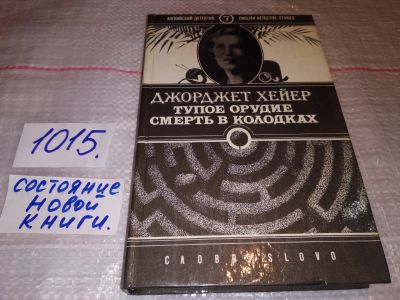 АНГЛИЙСКИЙ ДЕТЕКТИВ 7 ENGLISH DETECTIVE STORIES
ДЖОРДЖЕТ ХЕЙЕР
ТУПОЕ ОРУДИЕ
СМЕРТЬ В КОЛОДКАХ
СЛОВО/SLOVO
1015.
СОСТОЯНИЕ
НОВОЙ
КНИГИ.